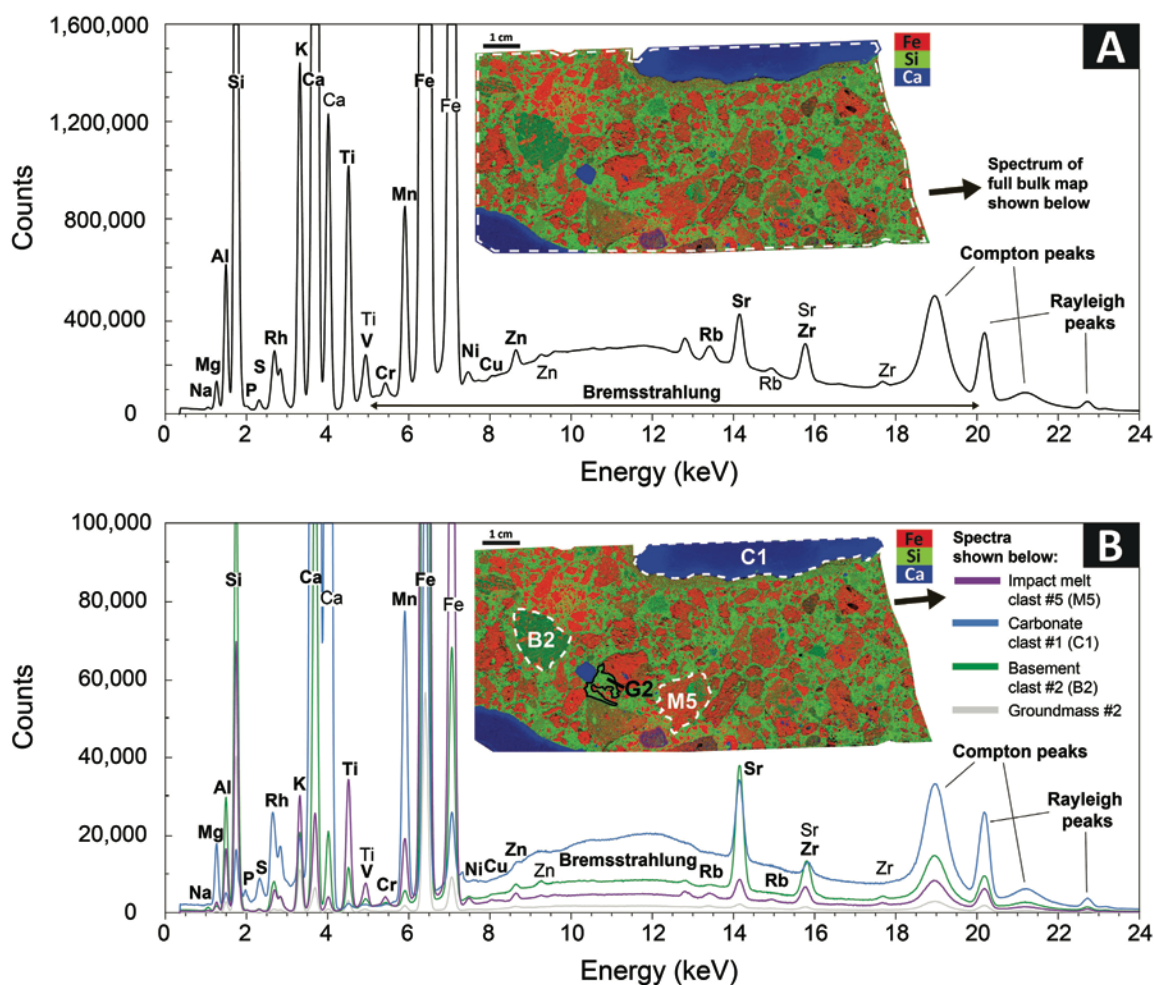 A
1 cm
Fe
Si
Ca
Spectrum of
full bulk map
shown below
Counts
1,600,000
1,200,000
800,000
400,000
0
Na
Mg
Al
Si
P
S
Rh
K
Ca
Ca
Ti
Ti
V
Cr
Mn
Fe
Fe
Ni
Cu
Zn
Zn
Bremsstrahlung
Rb
Sr
Rb
Sr
Zr
Zr
Compton peaks
Rayleigh
peaks
0 2 4 6 8 10 12 14 16 18 20 22 24
Energy (keV)
B
1 cm
C1
B2
G2
M5
Fe
Si
Ca
Spectra
shown below:
Impact melt
clast #5 (M5)
Carbonate
clast #1 (C1)
Basement
clast #2 (B2)
Groundmass #2
Counts
100,000
80,000
60,000
40,000
20,000
0
Na
Mg
Al
Si
P
S
Rh
K
Ca
Ca
Ti
Ti
V
Cr
Mn
Fe
Fe
Ni
Cu
Zn
Zn
Bremsstrahlung
Rb
Sr
Rb
Sr
Zr
Zr
Compton peaks
Rayleigh
peaks
0 2 4 6 8 10 12 14 16 18 20 22 24
Energy (keV)